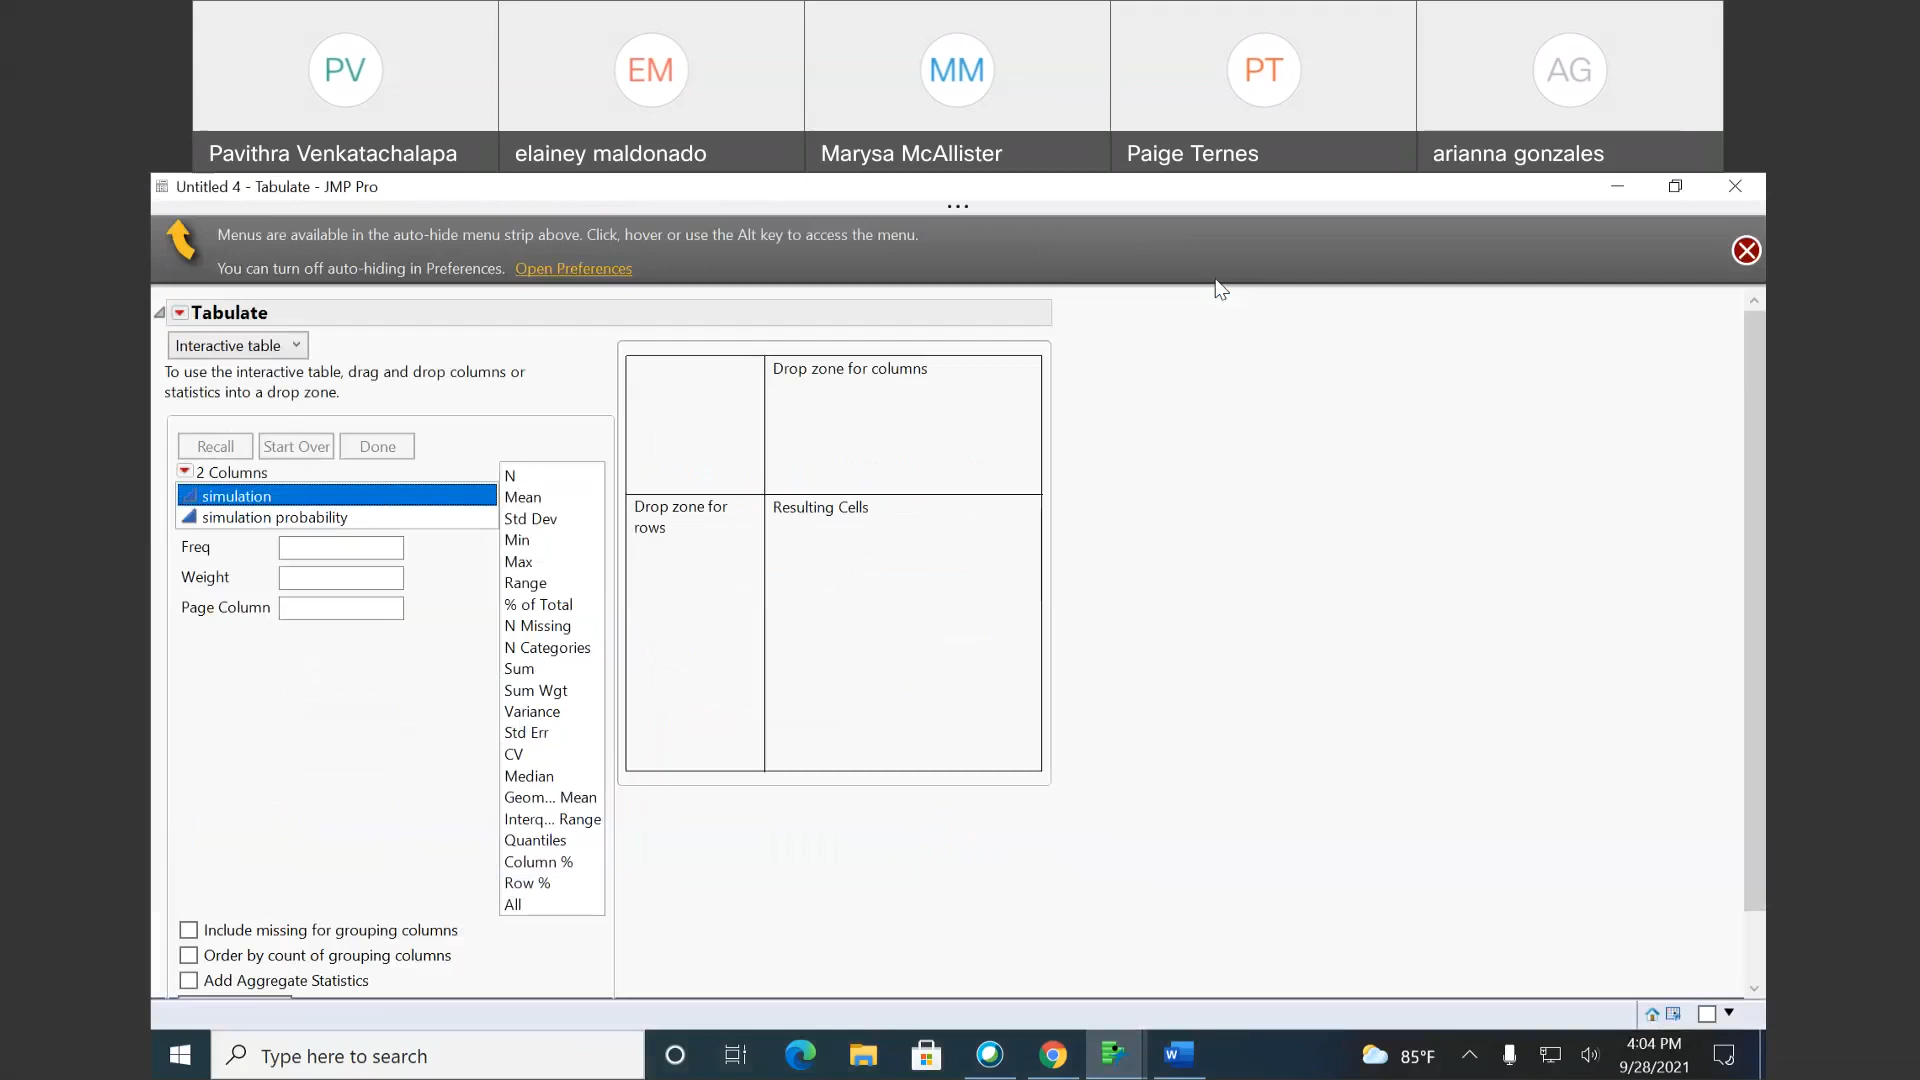 PV
EM
MM
PT
AG
Pavithra Venkatachalapa
elainey maldonado
Marysa McAllister
Paige Ternes
arianna gonzales
Untitled 4 - Tabulate - JMP Pro
Menus are available in the auto-hide menu strip above. Click, hover or use the Alt key to access the menu.
You can turn off auto-hiding in Preferences. Open Preferences
Tabulate
Interactive table
To use the interactive table, drag and drop columns or
statistics into a drop zone.
Recall
Start Over
Done
2 Columns
simulation
simulation probability
Freq
Weight
Page Column
N
Mean
Std Dev
Min
Max
Range
% of Total
N Missing
N Categories
Sum
Sum Wgt
Variance
Std Err
CV
Median
Geom... Mean
Interq... Range
Quantiles
Column %
Row %
All
Drop zone for columns
Drop zone for
rows
Resulting Cells
Include missing for grouping columns
Order by count of grouping columns
Add Aggregate Statistics
Type here to search
W
85°F
4:04 PM
9/28/2021